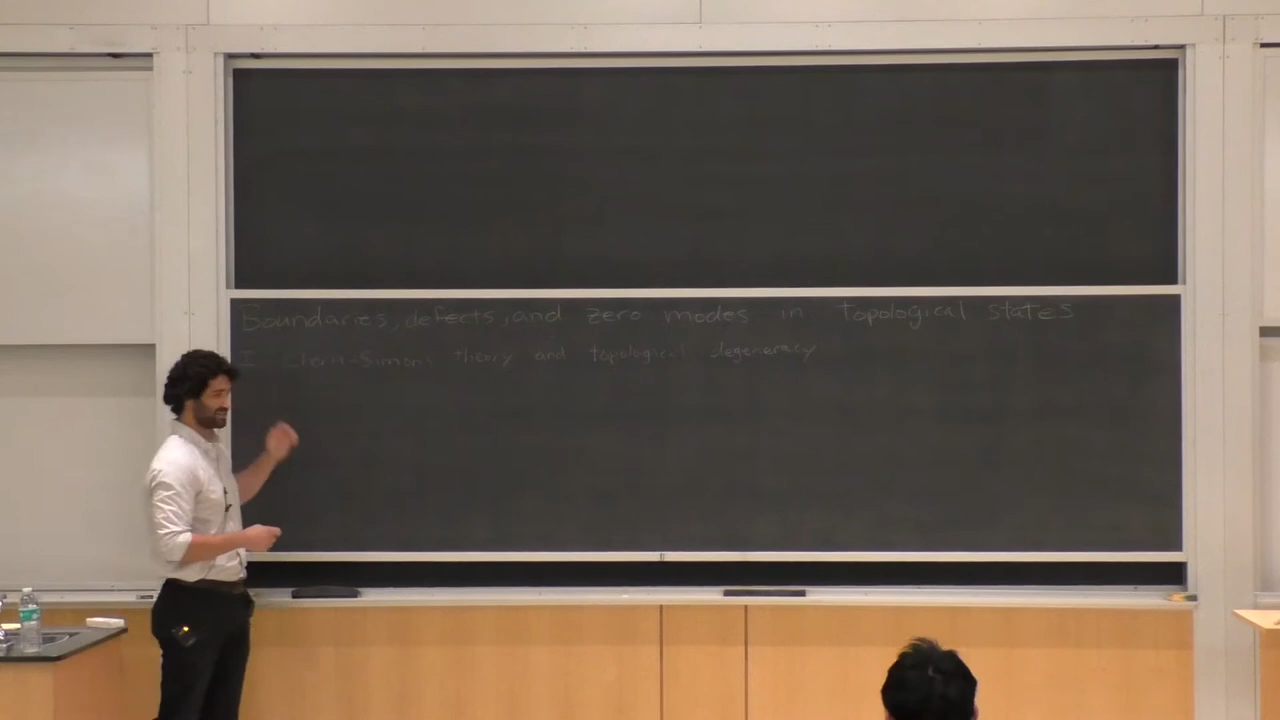 Boundaries, defects, and zero modes in topological states
I Chern-Simons theory and topological degeneracy